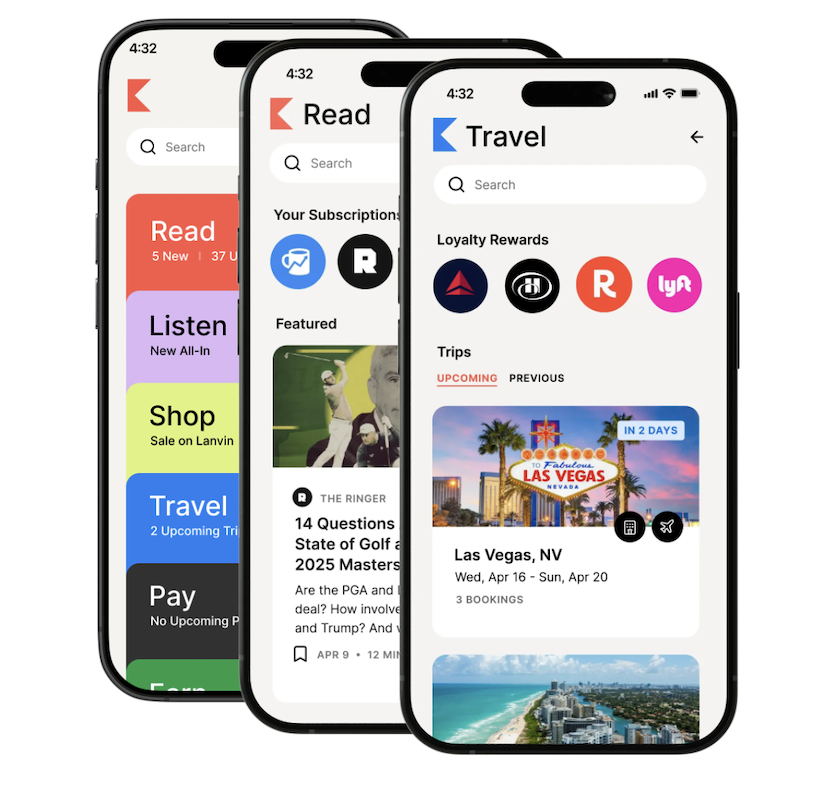 4:32
Search
Read
5 New | 37 U
Listen
New All-In
Shop
Sale on Lanvin
Travel
2 Upcoming Tri
Pay
No Upcoming P
Earn
4:32
Read
Search
Your Subscriptions
R
Featured
R THE RINGER
14 Questions
State of Golf a
2025 Masters
Are the PGA and
deal? How involve
and Trump? And
APR 9 • 12 MIN
4:32
Travel
Search
Loyalty Rewards
H
R
lyft
Trips
UPCOMING PREVIOUS
IN 2 DAYS
WELCOME
TO Fabulous
LAS VEGAS
NEVADA
Las Vegas, NV
Wed, Apr 16 - Sun, Apr 20
3 BOOKINGS